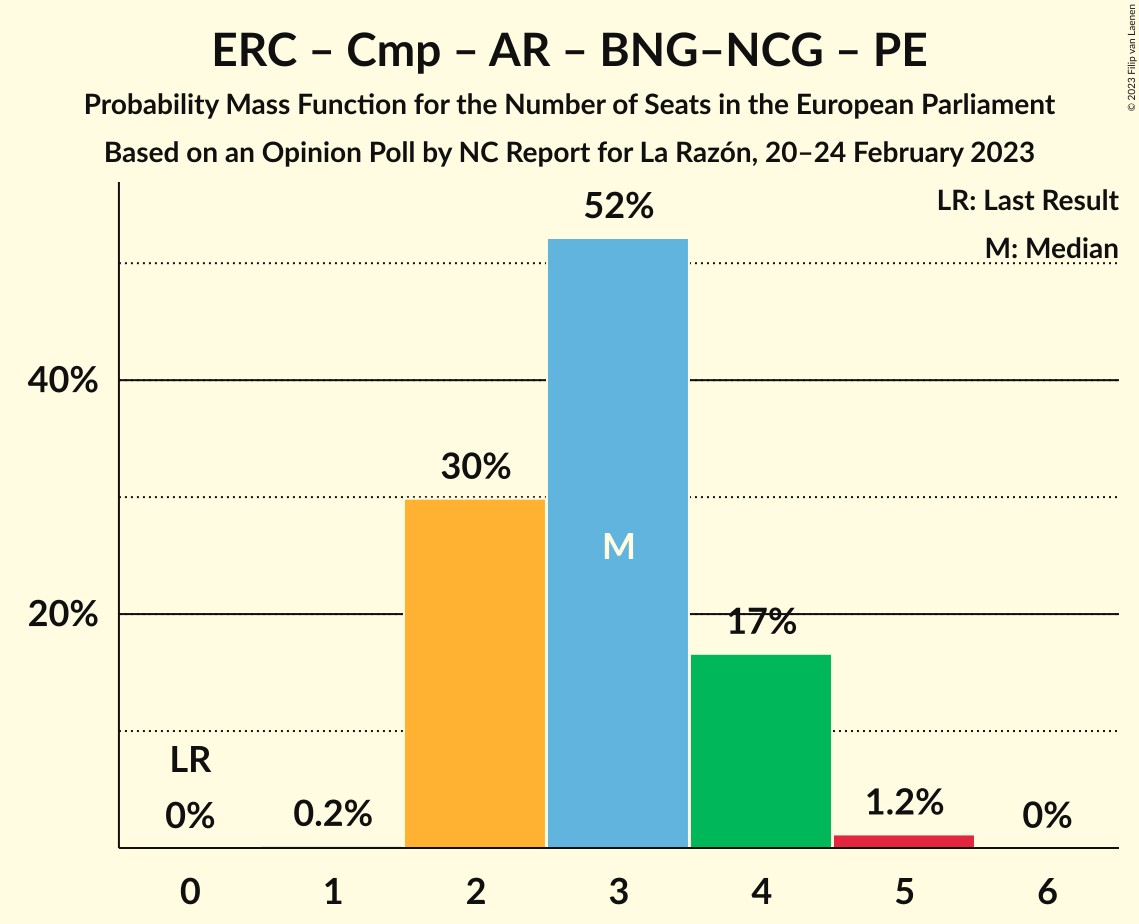 ERC – Cmp – AR – BNG–NCG – PE
Probability Mass Function for the Number of Seats in the European Parliament
Based on an Opinion Poll by NC Report for La Razón, 20–24 February 2023
© 2023 Filip van Laenen
LR: Last Result
M: Median
52%
40%
30%
M
20%
17%
LR
0%
0.2%
1.2%
0%
0 1 2 3 4 5 6